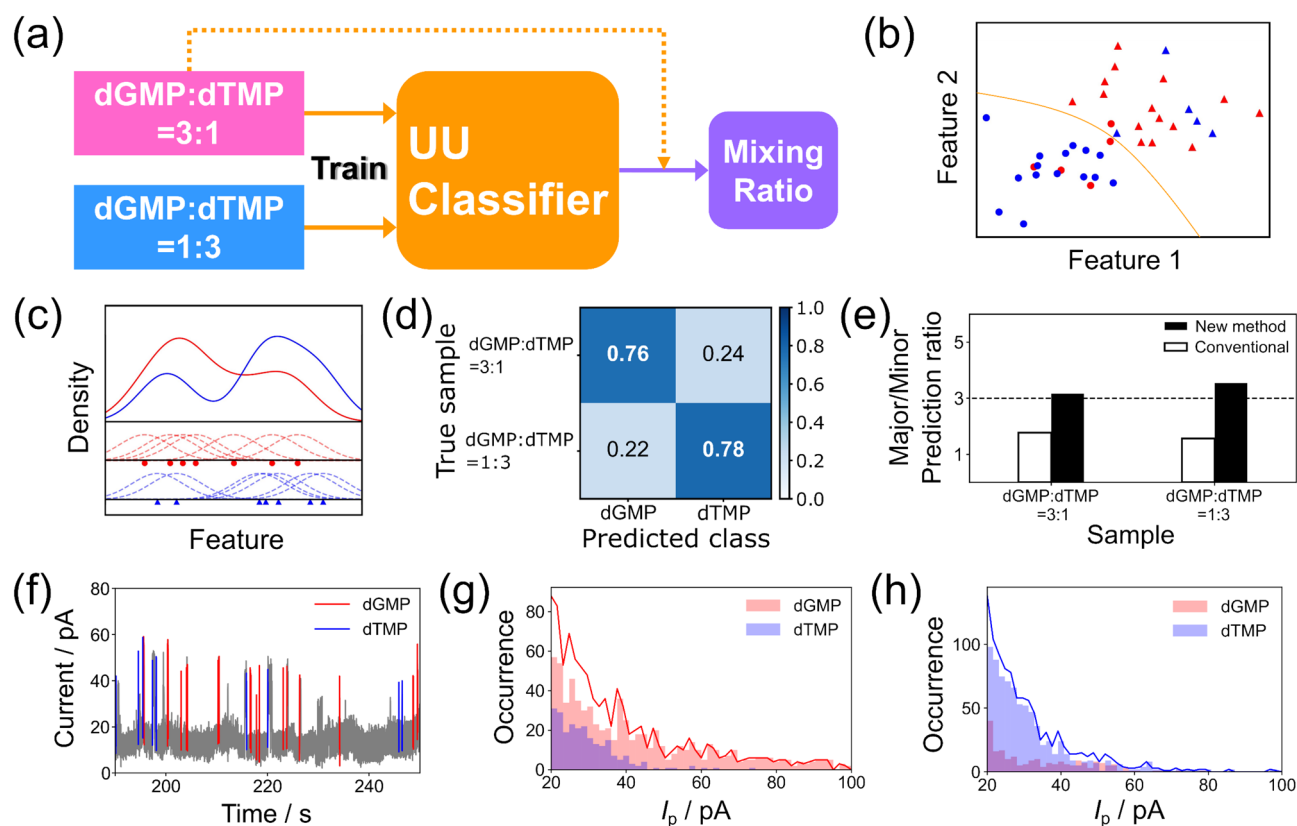 (a)
dGMP:dTMP
=3:1
dGMP:dTMP
=1:3
Train
UU
Classifier
Mixing
Ratio
(b)
Feature 2
Feature 1
(c)
Density
Feature
(d)
True sample
dGMP:dTMP
=3:1
dGMP:dTMP
=1:3
0.76
0.24
0.22
0.78
dGMP
dTMP
Predicted class
1.0
0.8
0.6
0.4
0.2
0.0
(e)
Major/Minor
Prediction ratio
5
3
1
New method
Conventional
dGMP:dTMP
=3:1
dGMP:dTMP
=1:3
Sample
(f)
Current / pA
80
60
40
20
0
dGMP
dTMP
200
220
240
Time / s
(g)
Occurrence
80
60
40
20
0
dGMP
dTMP
20
40
60
80
100
Ip / pA
(h)
Occurrence
100
50
0
dGMP
dTMP
20
40
60
80
100
Ip / pA